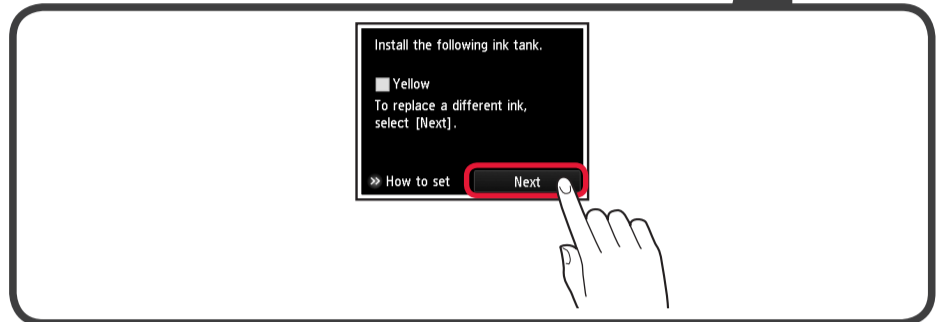 Install the following ink tank.
Yellow
To replace a different ink,
select [Next].
How to set
Next